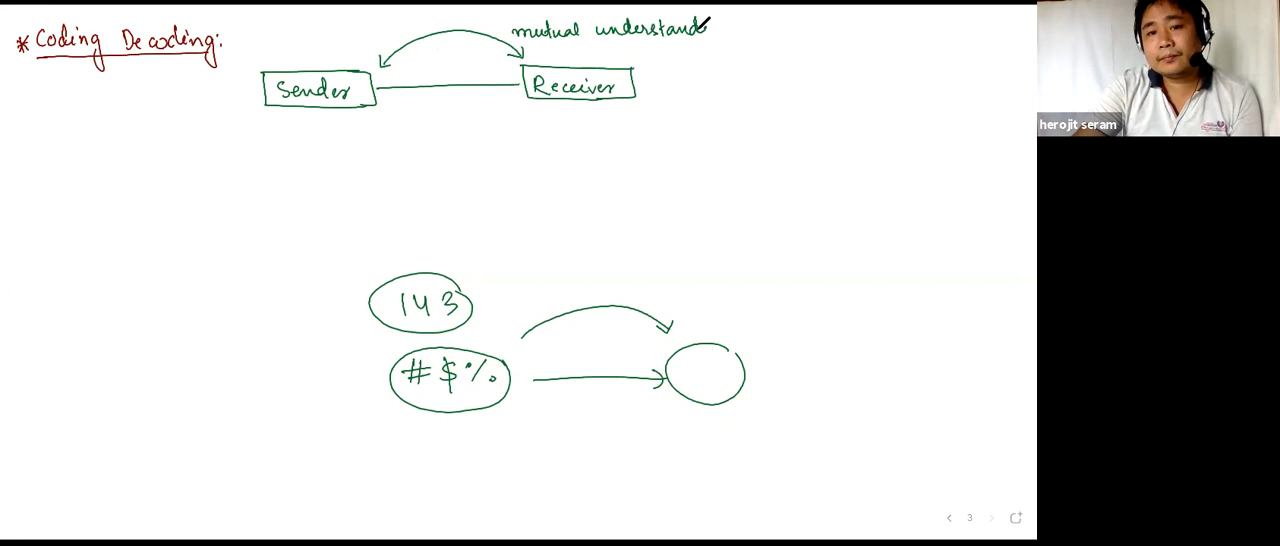 * Coding Decoding:
mutual understand
Sender
Receiver
herojit seram
143
#$%
3